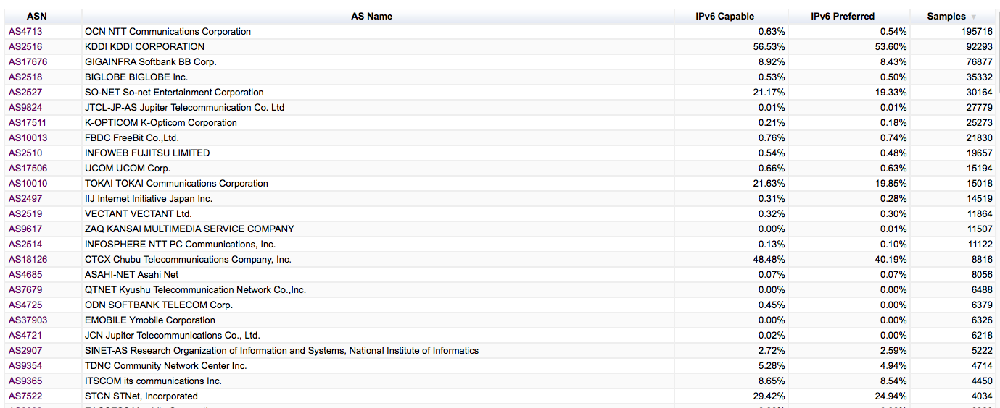 ASN AS Name IPv6 Capable IPv6 Preferred Samples
AS4713 OCN NTT Communications Corporation 0.63% 0.54% 195716
AS2516 KDDI KDDI CORPORATION 56.53% 53.60% 92293
AS17676 GIGAINFRA Softbank BB Corp. 8.92% 8.43% 76877
AS2518 BIGLOBE BIGLOBE Inc. 0.53% 0.50% 35332
AS2527 SO-NET So-net Entertainment Corporation 21.17% 19.33% 30164
AS9824 JTCL-JP-AS Jupiter Telecommunication Co. Ltd 0.01% 0.01% 27779
AS17511 K-OPTICOM K-Opticom Corporation 0.21% 0.18% 25273
AS10013 FBDC FreeBit Co.,Ltd. 0.76% 0.74% 21830
AS2510 INFOWEB FUJITSU LIMITED 0.54% 0.48% 19657
AS17506 UCOM UCOM Corp. 0.66% 0.63% 15194
AS10010 TOKAI TOKAI Communications Corporation 21.63% 19.85% 15018
AS2497 IIJ Internet Initiative Japan Inc. 0.31% 0.28% 14519
AS2519 VECTANT VECTANT Ltd. 0.32% 0.30% 11864
AS9617 ZAQ KANSAI MULTIMEDIA SERVICE COMPANY 0.00% 0.01% 11507
AS2514 INFOSPHERE NTT PC Communications, Inc. 0.13% 0.10% 11122
AS18126 CTCX Chubu Telecommunications Company, Inc. 48.48% 40.19% 8816
AS4685 ASAHI-NET Asahi Net 0.07% 0.07% 8056
AS7679 QTNET Kyushu Telecommunication Network Co.,Inc. 0.00% 0.00% 6488
AS4725 ODN SOFTBANK TELECOM Corp. 0.45% 0.00% 6379
AS37903 EMOBILE Ymobile Corporation 0.00% 0.00% 6326
AS4721 JCN Jupiter Telecommunications Co., Ltd. 0.02% 0.00% 6218
AS2907 SINET-AS Research Organization of Information and Systems, National Institute of Informatics 2.72% 2.59% 5222
AS9354 TDNC Community Network Center Inc. 5.28% 4.94% 4714
AS9365 ITSCOM its communications Inc. 8.65% 8.54% 4450
AS7522 STCN STNet, Incorporated 29.42% 24.94% 4034